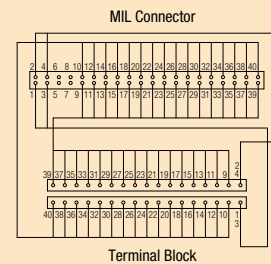 MIL Connector
2 4 6 8 10 12 14 16 18 20 22 24 26 28 30 32 34 36 38 40
1 3 5 7 9 11 13 15 17 19 21 23 25 27 29 31 33 35 37 39
39 37 35 33 31 29 27 25 23 21 19 17 15 13 11 9 2 4
40 38 36 34 32 30 28 26 24 22 20 18 16 14 12 10 1 3
Terminal Block